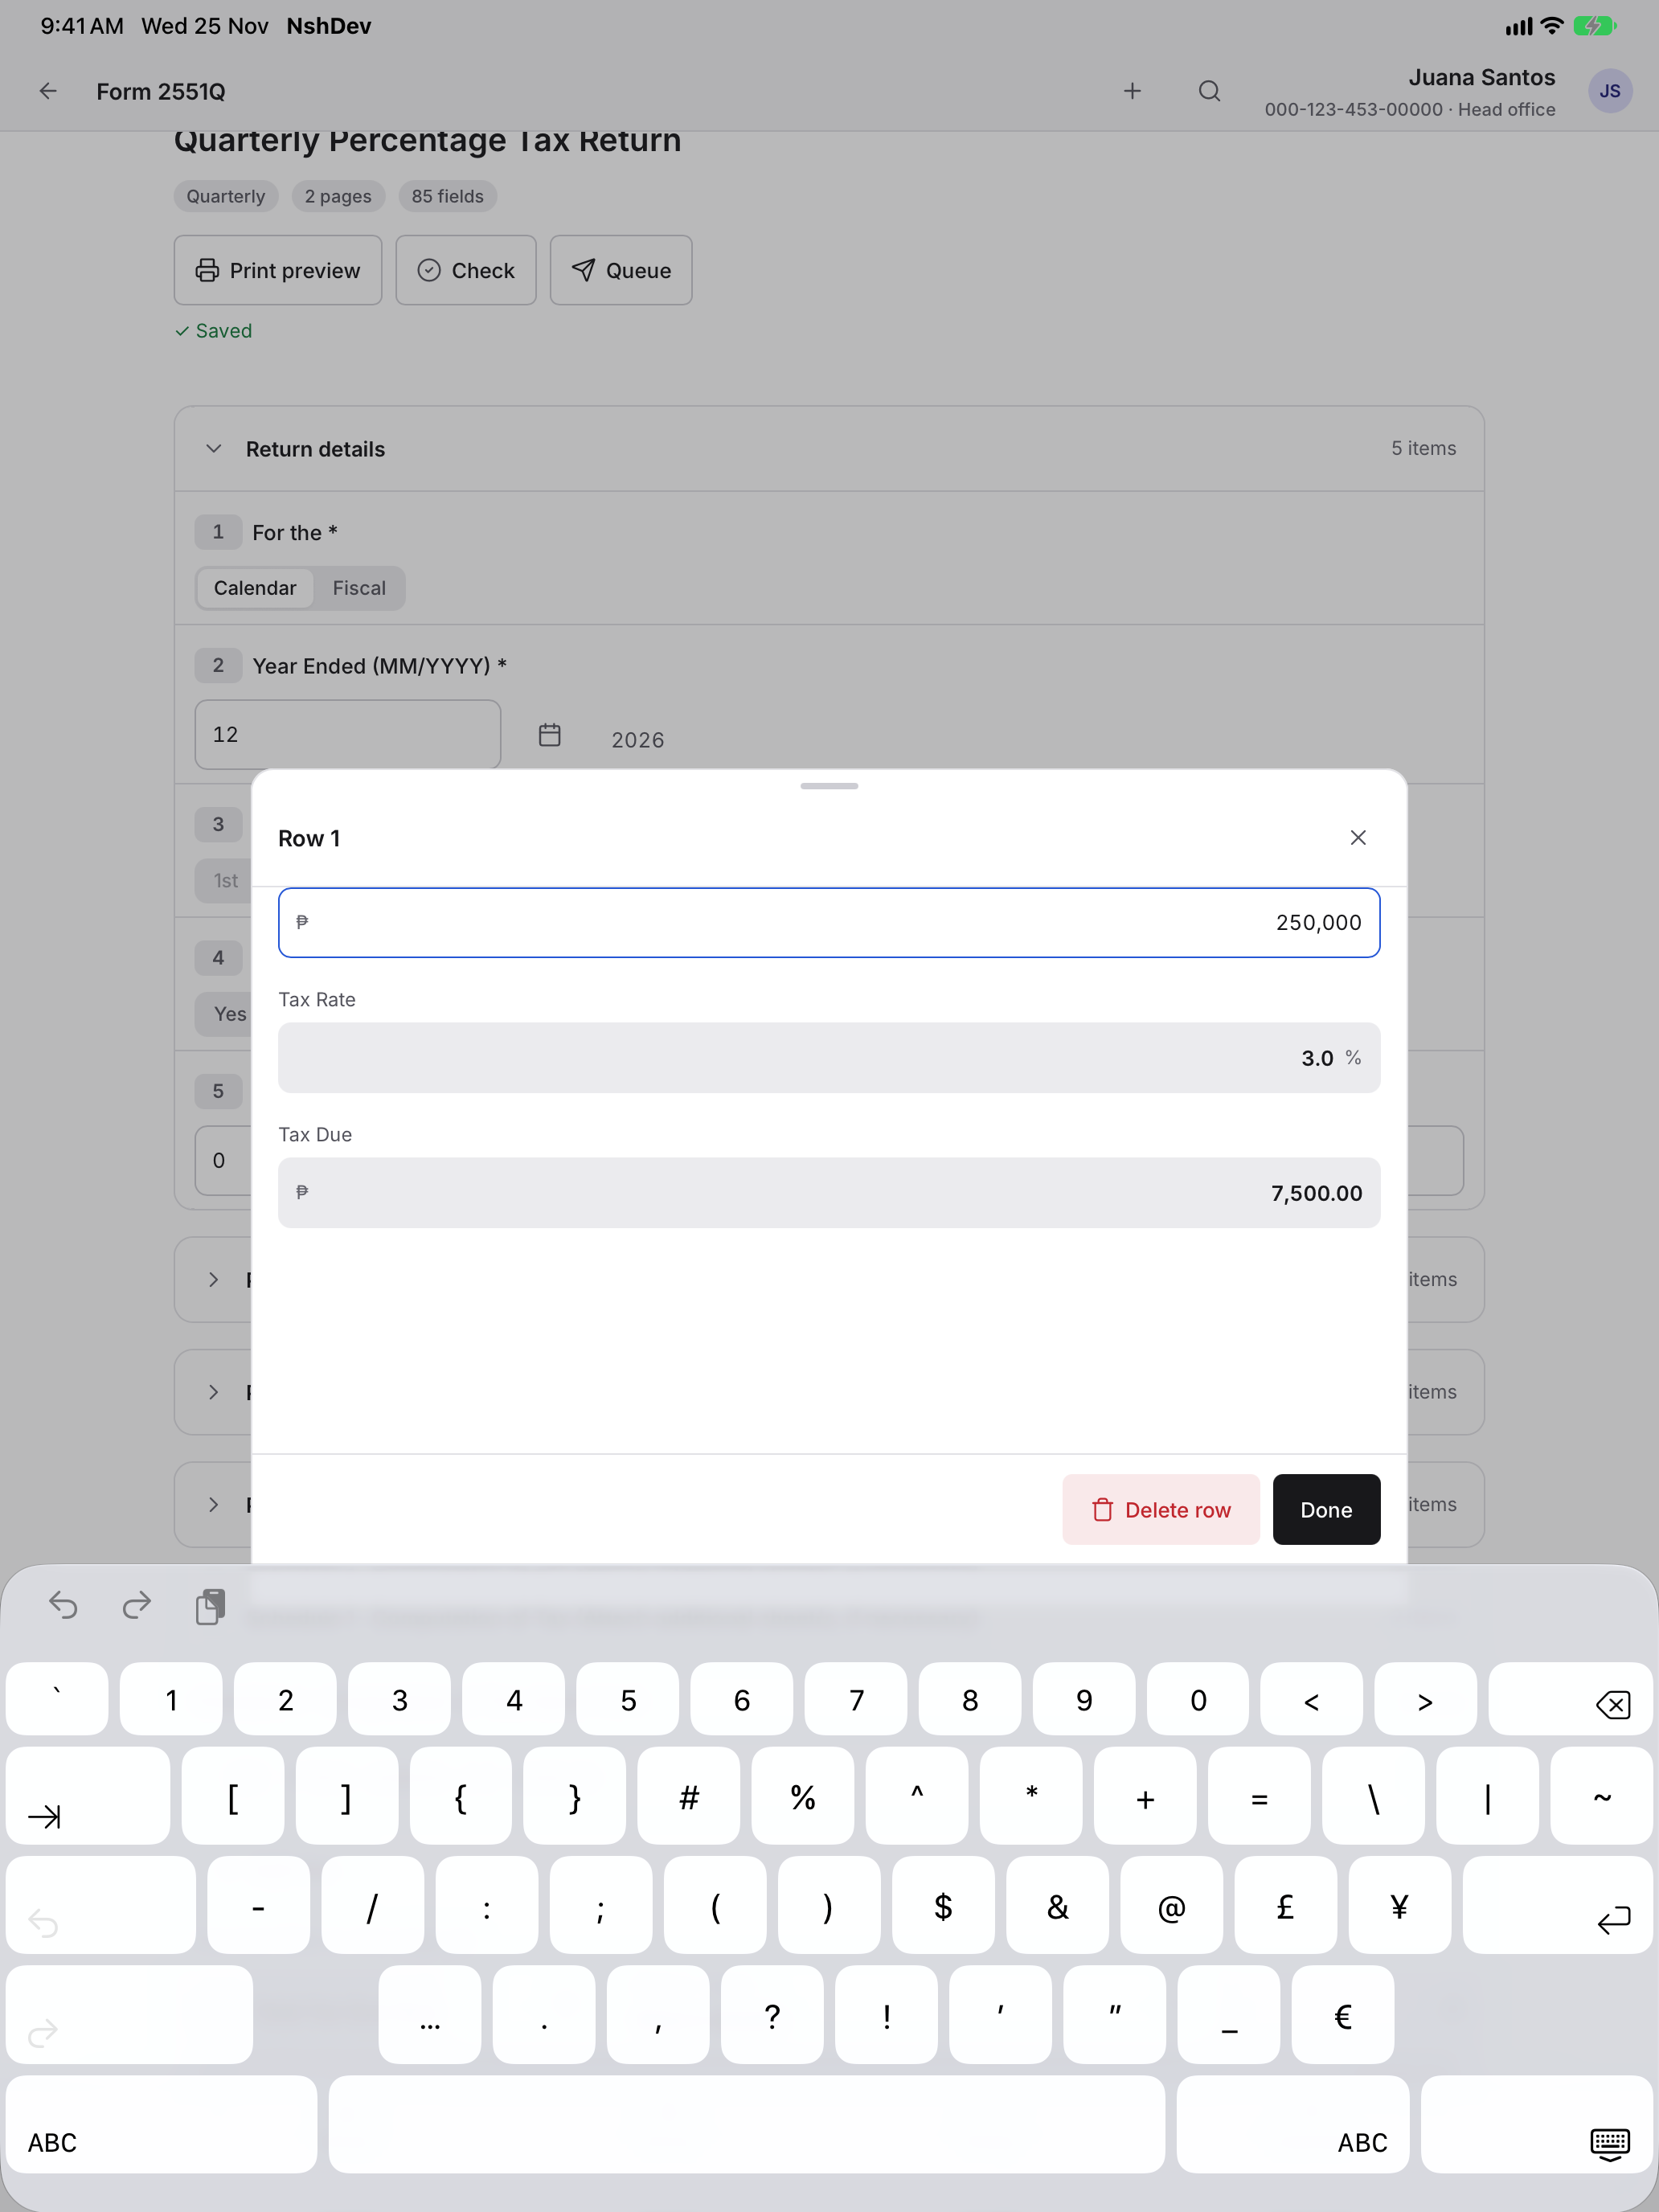 9:41 AM Wed 25 Nov NshDev
Form 2551Q
Juana Santos
000-123-453-00000 · Head office
JS
Quarterly Percentage Tax Return
Quarterly 2 pages 85 fields
Print preview Check Queue
Saved
Return details 5 items
1 For the *
Calendar Fiscal
2 Year Ended (MM/YYYY) *
12 2026
3
1st
4
Yes
5
0
items
items
items
Row 1
₱ 250,000
Tax Rate
3.0 %
Tax Due
₱ 7,500.00
Delete row Done
` 1 2 3 4 5 6 7 8 9 0 < >
[ ] { } # % ^ * + = \ | ~
- / : ; ( ) $ & @ £ ¥
... . , ? ! ' " _ €
ABC ABC